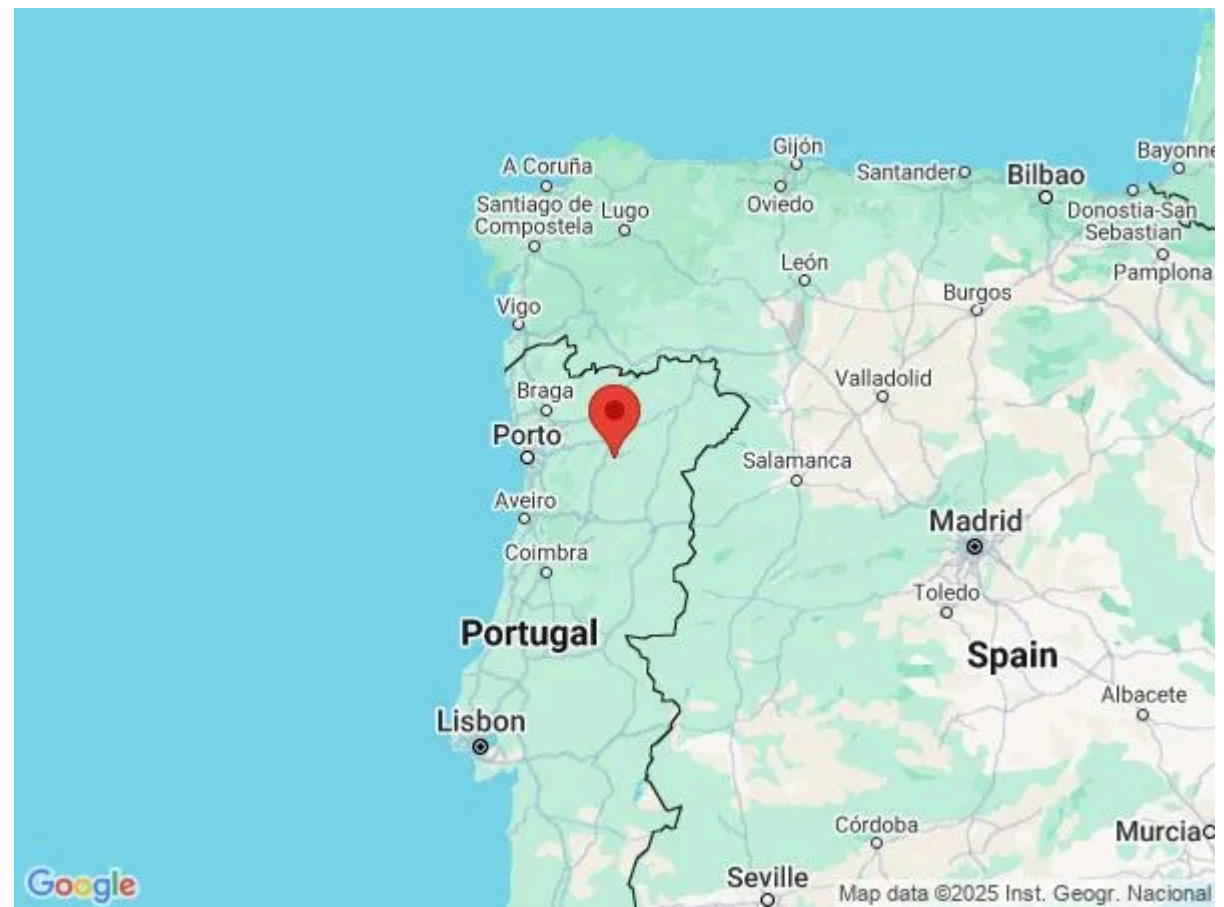 Gijón
Bayonne
A Coruña
Santander
Bilbao
Santiago de
Compostela
Lugo
Oviedo
Donostia-San
Sebastian
León
Pamplona
Burgos
Vigo
Valladolid
Braga
Porto
Salamanca
Aveiro
Madrid
Coimbra
Toledo
Portugal
Spain
Albacete
Lisbon
Córdoba
Murcia
Seville
Google
Map data ©2025 Inst. Geogr. Nacional